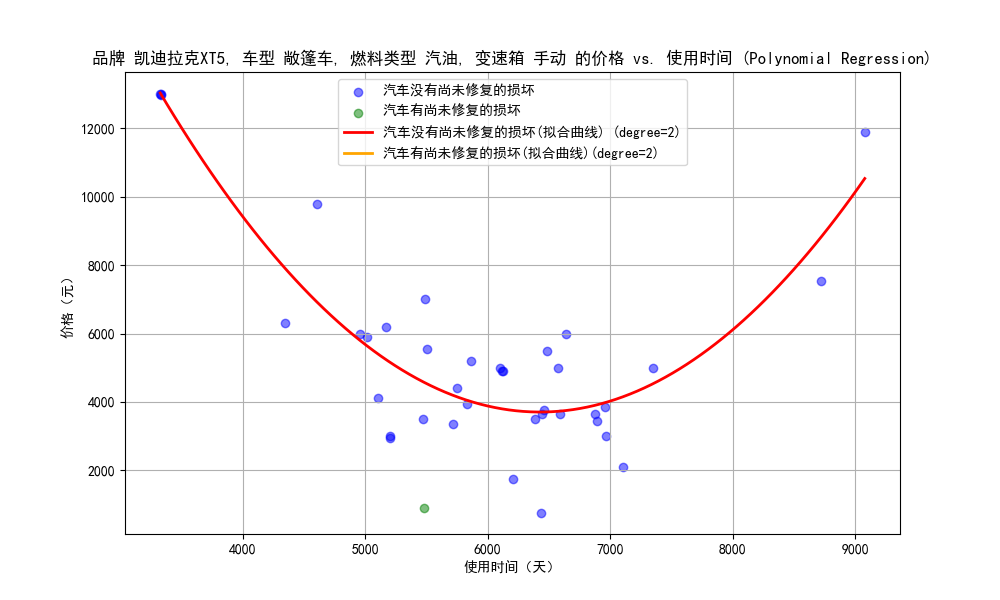 品牌 凯迪拉克XT5, 车型 敞篷车, 燃料类型 汽油, 变速箱 手动 的价格 vs. 使用时间 (Polynomial Regression)
汽车没有尚未修复的损坏
汽车有尚未修复的损坏
汽车没有尚未修复的损坏(拟合曲线) (degree=2)
汽车有尚未修复的损坏(拟合曲线)(degree=2)
价格（元）
12000
10000
8000
6000
4000
2000
4000 5000 6000 7000 8000 9000
使用时间（天）